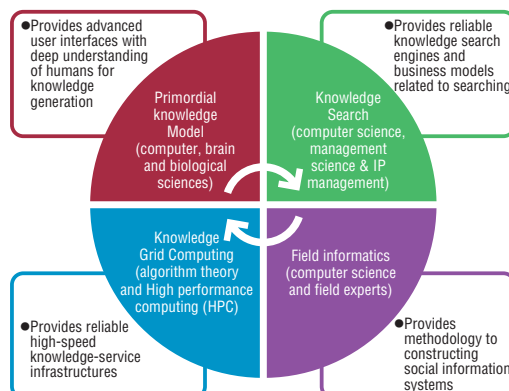 ●Provides advanced
user interfaces with
deep understanding
of humans for
knowledge
generation
●Provides reliable
knowledge search
engines and
business models
related to searching
Primordial
knowledge
Model
(computer, brain
and biological
sciences)
Knowledge
Search
(computer science,
management
science & IP
management)
Knowledge
Grid Computing
(algorithm theory
and High performance
computing (HPC)
Field informatics
(computer science
and field experts)
●Provides reliable
high-speed
knowledge-service
infrastructures
●Provides
methodology to
constructing
social information
systems